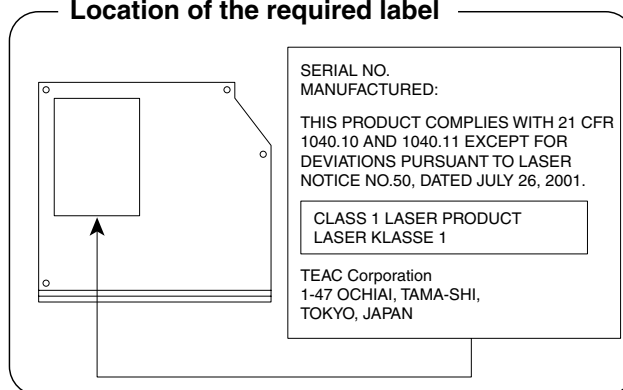 Location of the required label
SERIAL NO.
MANUFACTURED:
THIS PRODUCT COMPLIES WITH 21 CFR
1040.10 AND 1040.11 EXCEPT FOR
DEVIATIONS PURSUANT TO LASER
NOTICE NO.50, DATED JULY 26, 2001.
CLASS 1 LASER PRODUCT
LASER KLASSE 1
TEAC Corporation
1-47 OCHIAI, TAMA-SHI,
TOKYO, JAPAN